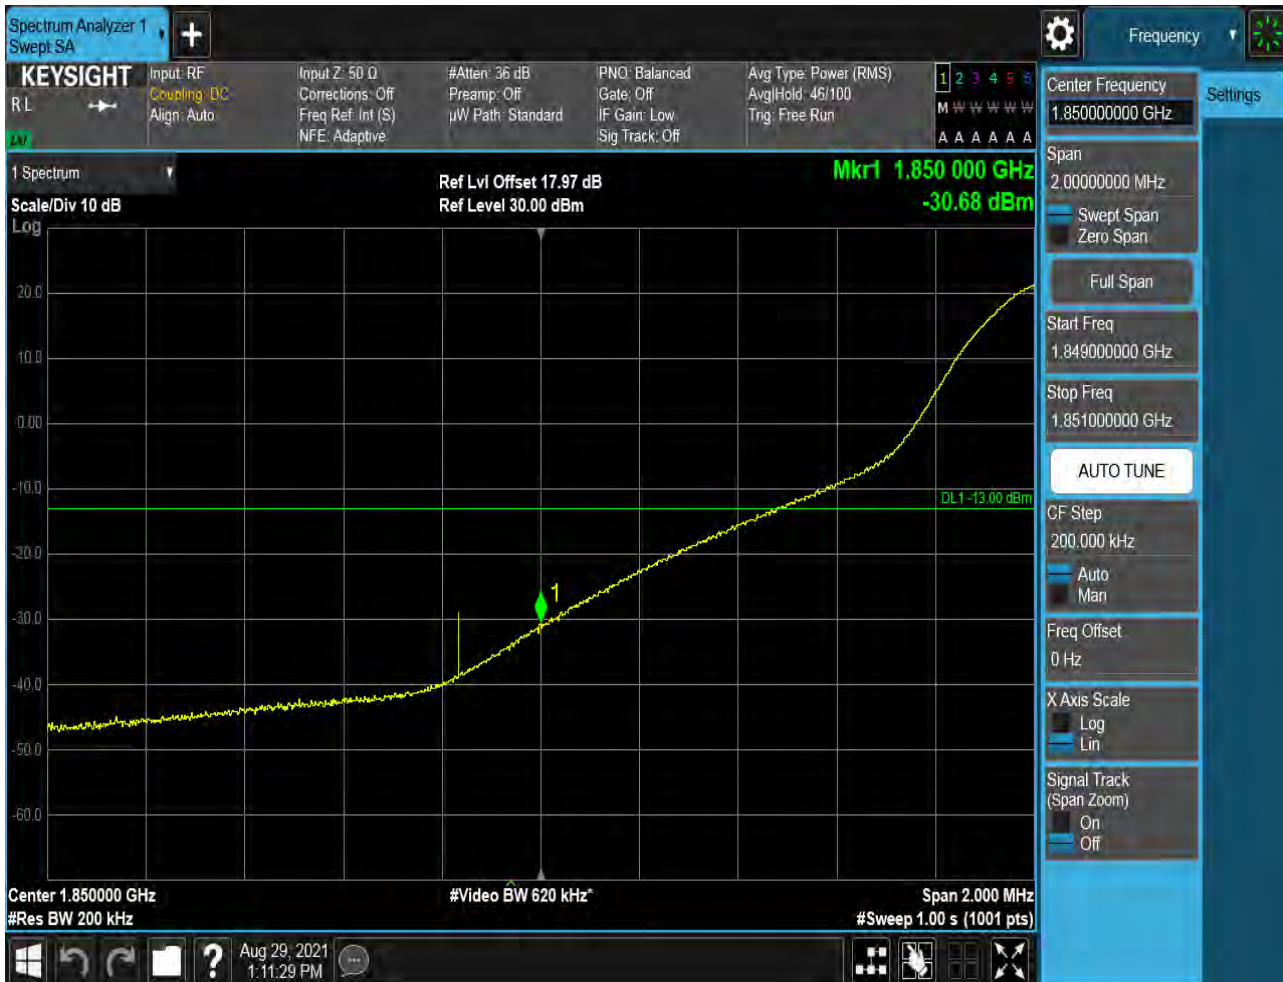 Spectrum Analyzer 1
Swept SA
Frequency
KEYSIGHT
R L
Input: RF
Coupling: DC
Align: Auto
Input Z: 50 Ω
Corrections: Off
Freq Ref: Int (S)
NFE: Adaptive
#Atten: 36 dB
Preamp: Off
µW Path: Standard
PNO: Balanced
Gate: Off
IF Gain: Low
Sig Track: Off
Avg Type: Power (RMS)
Avg|Hold: 46/100
Trig: Free Run
1 2 3 4 5 6
M W W W W W
A A A A A A
1 Spectrum
Scale/Div 10 dB
Log
Ref Lvl Offset 17.97 dB
Ref Level 30.00 dBm
Mkr1 1.850 000 GHz
-30.68 dBm
20.0
10.0
0.00
-10.0
-20.0
-30.0
-40.0
-50.0
-60.0
DL1 -13.00 dBm
1
Center 1.850000 GHz
#Res BW 200 kHz
#Video BW 620 kHz*
Span 2.000 MHz
#Sweep 1.00 s (1001 pts)
Aug 29, 2021
1:11:29 PM
Center Frequency
1.850000000 GHz
Settings
Span
2.00000000 MHz
Swept Span
Zero Span
Full Span
Start Freq
1.849000000 GHz
Stop Freq
1.851000000 GHz
AUTO TUNE
CF Step
200.000 kHz
Auto
Man
Freq Offset
0 Hz
X Axis Scale
Log
Lin
Signal Track
(Span Zoom)
On
Off